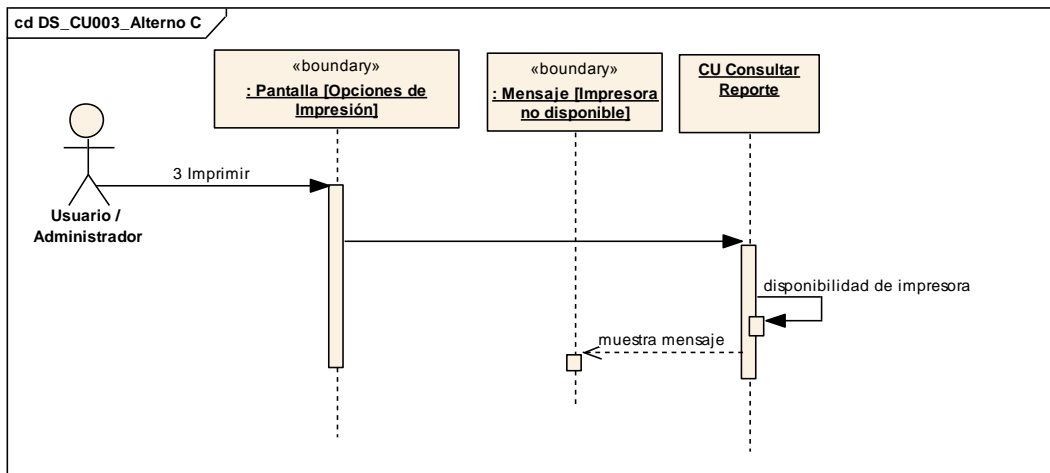 cd DS_CU003_Alterno C
«boundary»
: Pantalla [Opciones de
Impresión]
«boundary»
: Mensaje [Impresora
no disponible]
CU Consultar
Reporte
3 Imprimir
Usuario /
Administrador
disponibilidad de impresora
muestra mensaje